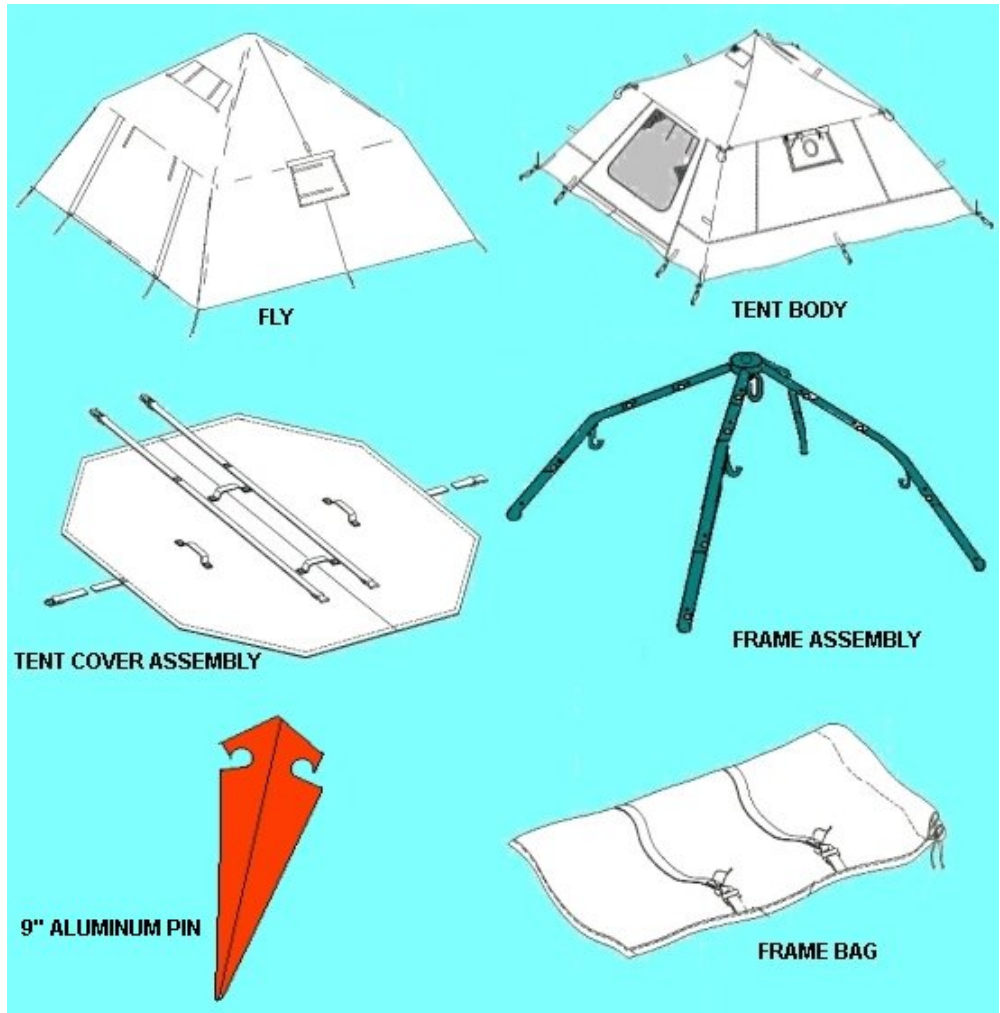 FLY
TENT BODY
TENT COVER ASSEMBLY
FRAME ASSEMBLY
9" ALUMINUM PIN
FRAME BAG